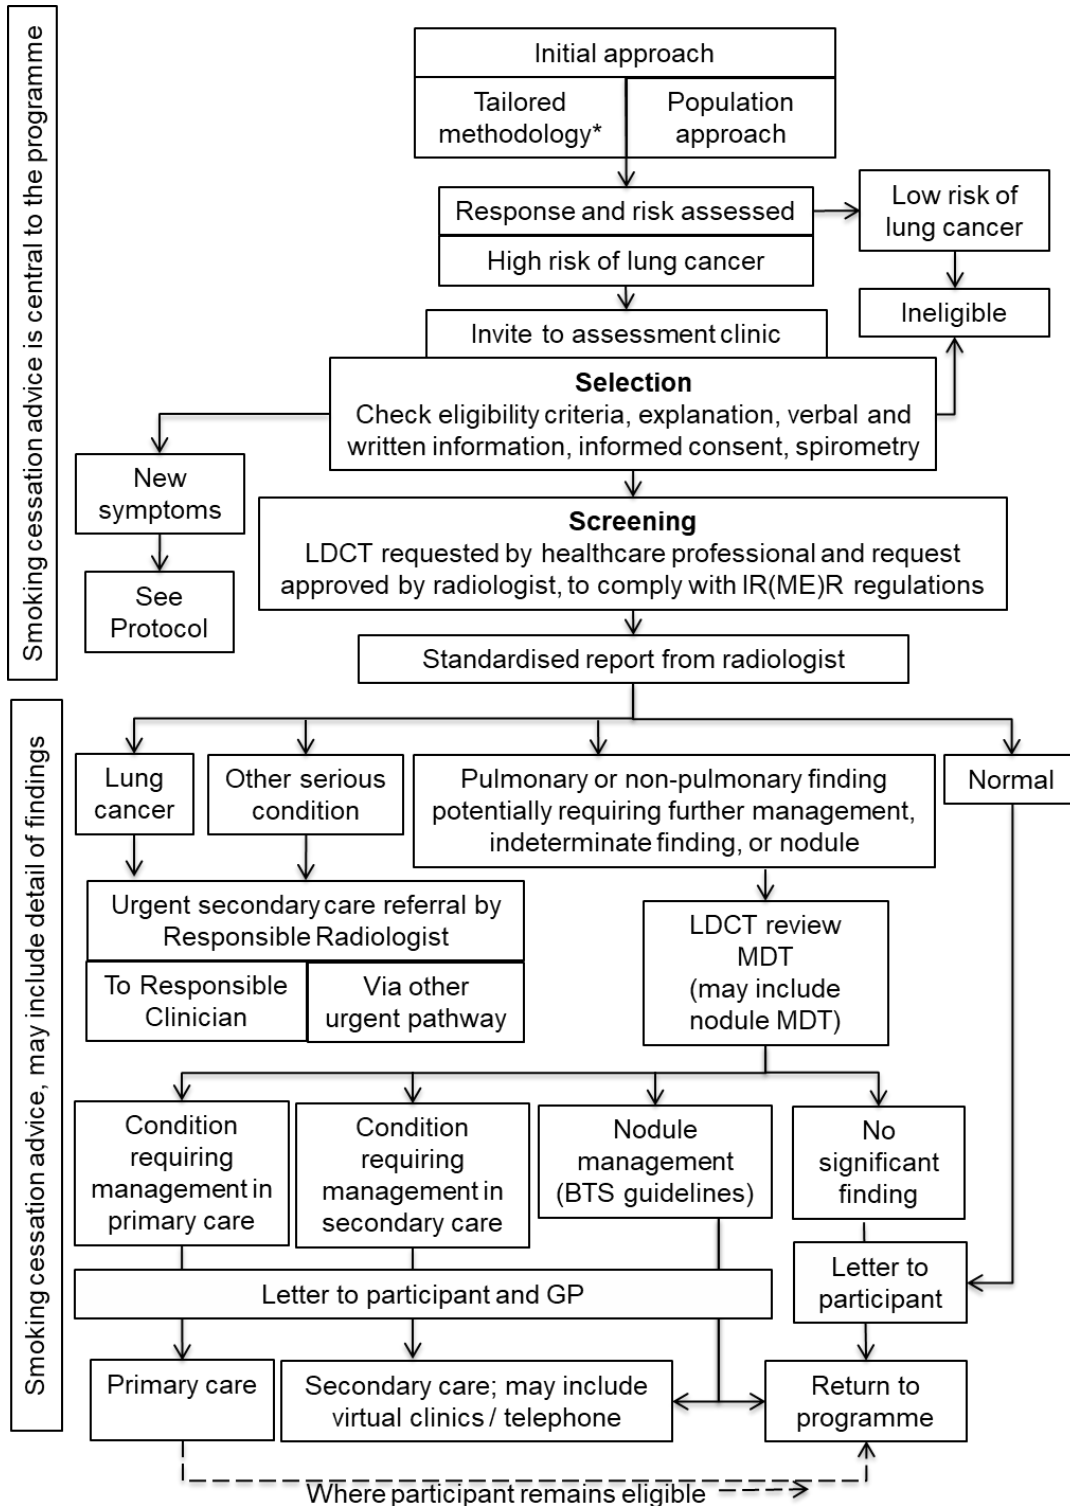 Smoking cessation advice is central to the programme
Initial approach
Tailored
methodology*
Population
approach
Response and risk assessed
High risk of lung cancer
Low risk of
lung cancer
Ineligible
Invite to assessment clinic
Selection
Check eligibility criteria, explanation, verbal and
written information, informed consent, spirometry
New
symptoms
See
Protocol
Screening
LDCT requested by healthcare professional and request
approved by radiologist, to comply with IR(ME)R regulations
Standardised report from radiologist
Smoking cessation advice, may include detail of findings
Lung
cancer
Other serious
condition
Pulmonary or non-pulmonary finding
potentially requiring further management,
indeterminate finding, or nodule
Normal
Urgent secondary care referral by
Responsible Radiologist
To Responsible
Clinician
Via other
urgent pathway
LDCT review
MDT
(may include
nodule MDT)
Condition
requiring
management in
primary care
Condition
requiring
management in
secondary care
Nodule
management
(BTS guidelines)
No
significant
finding
Letter to participant and GP
Letter to
participant
Primary care
Secondary care; may include
virtual clinics / telephone
Return to
programme
Where participant remains eligible